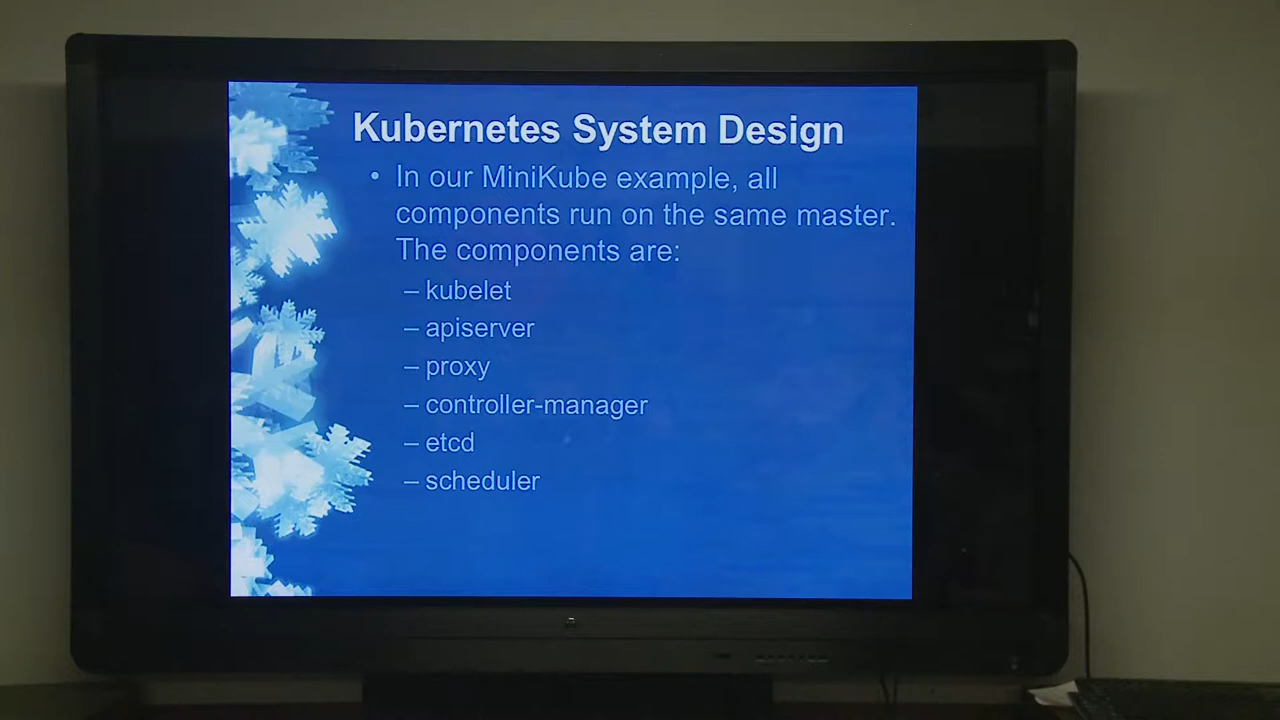 Kubernetes System Design
• In our MiniKube example, all
components run on the same master.
The components are:
– kubelet
– apiserver
– proxy
– controller-manager
– etcd
– scheduler